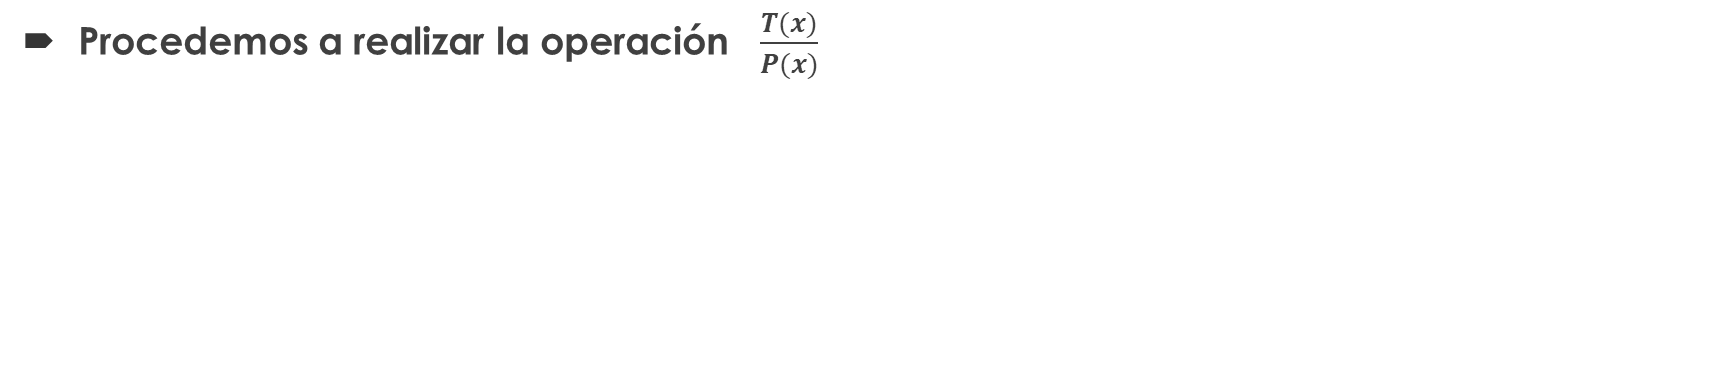 Procedemos a realizar la operación T(x)/P(x)